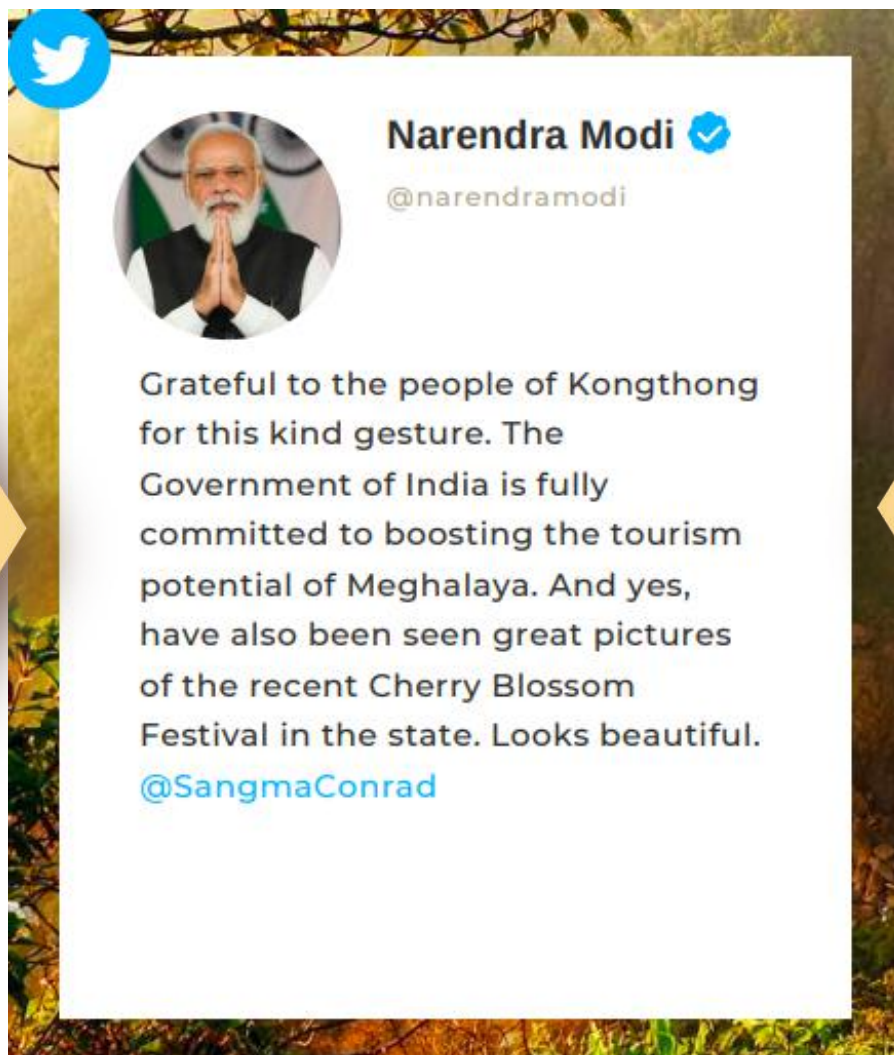 Narendra Modi
@narendramodi
Grateful to the people of Kongthong
for this kind gesture. The
Government of India is fully
committed to boosting the tourism
potential of Meghalaya. And yes,
have also been seen great pictures
of the recent Cherry Blossom
Festival in the state. Looks beautiful.
@SangmaConrad